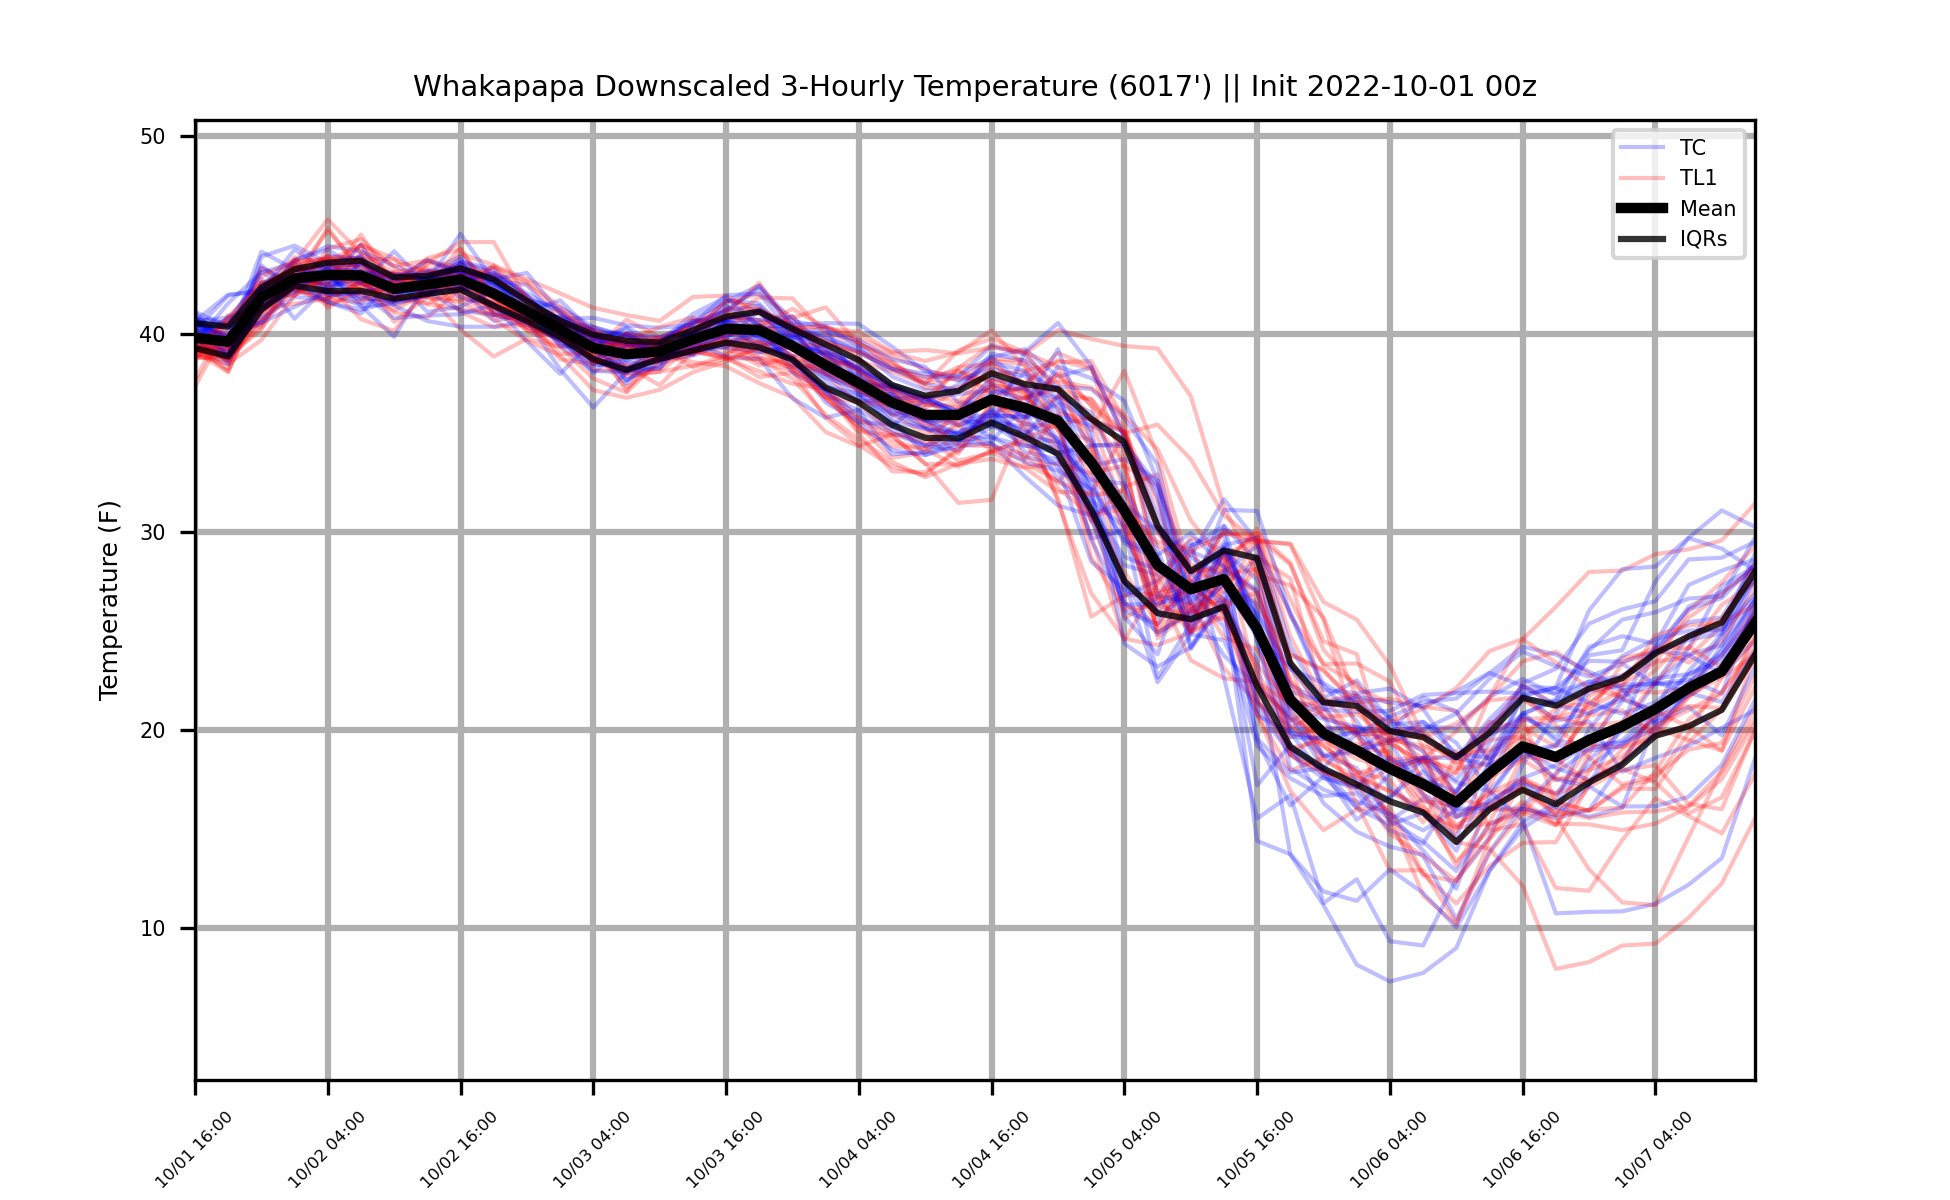 Whakapapa Downscaled 3-Hourly Temperature (6017') || Init 2022-10-01 00z
TC
TL1
Mean
IQRs
Temperature (F)
50
40
30
20
10
10/01 16:00
10/02 04:00
10/02 16:00
10/03 04:00
10/03 16:00
10/04 04:00
10/04 16:00
10/05 04:00
10/05 16:00
10/06 04:00
10/06 16:00
10/07 04:00